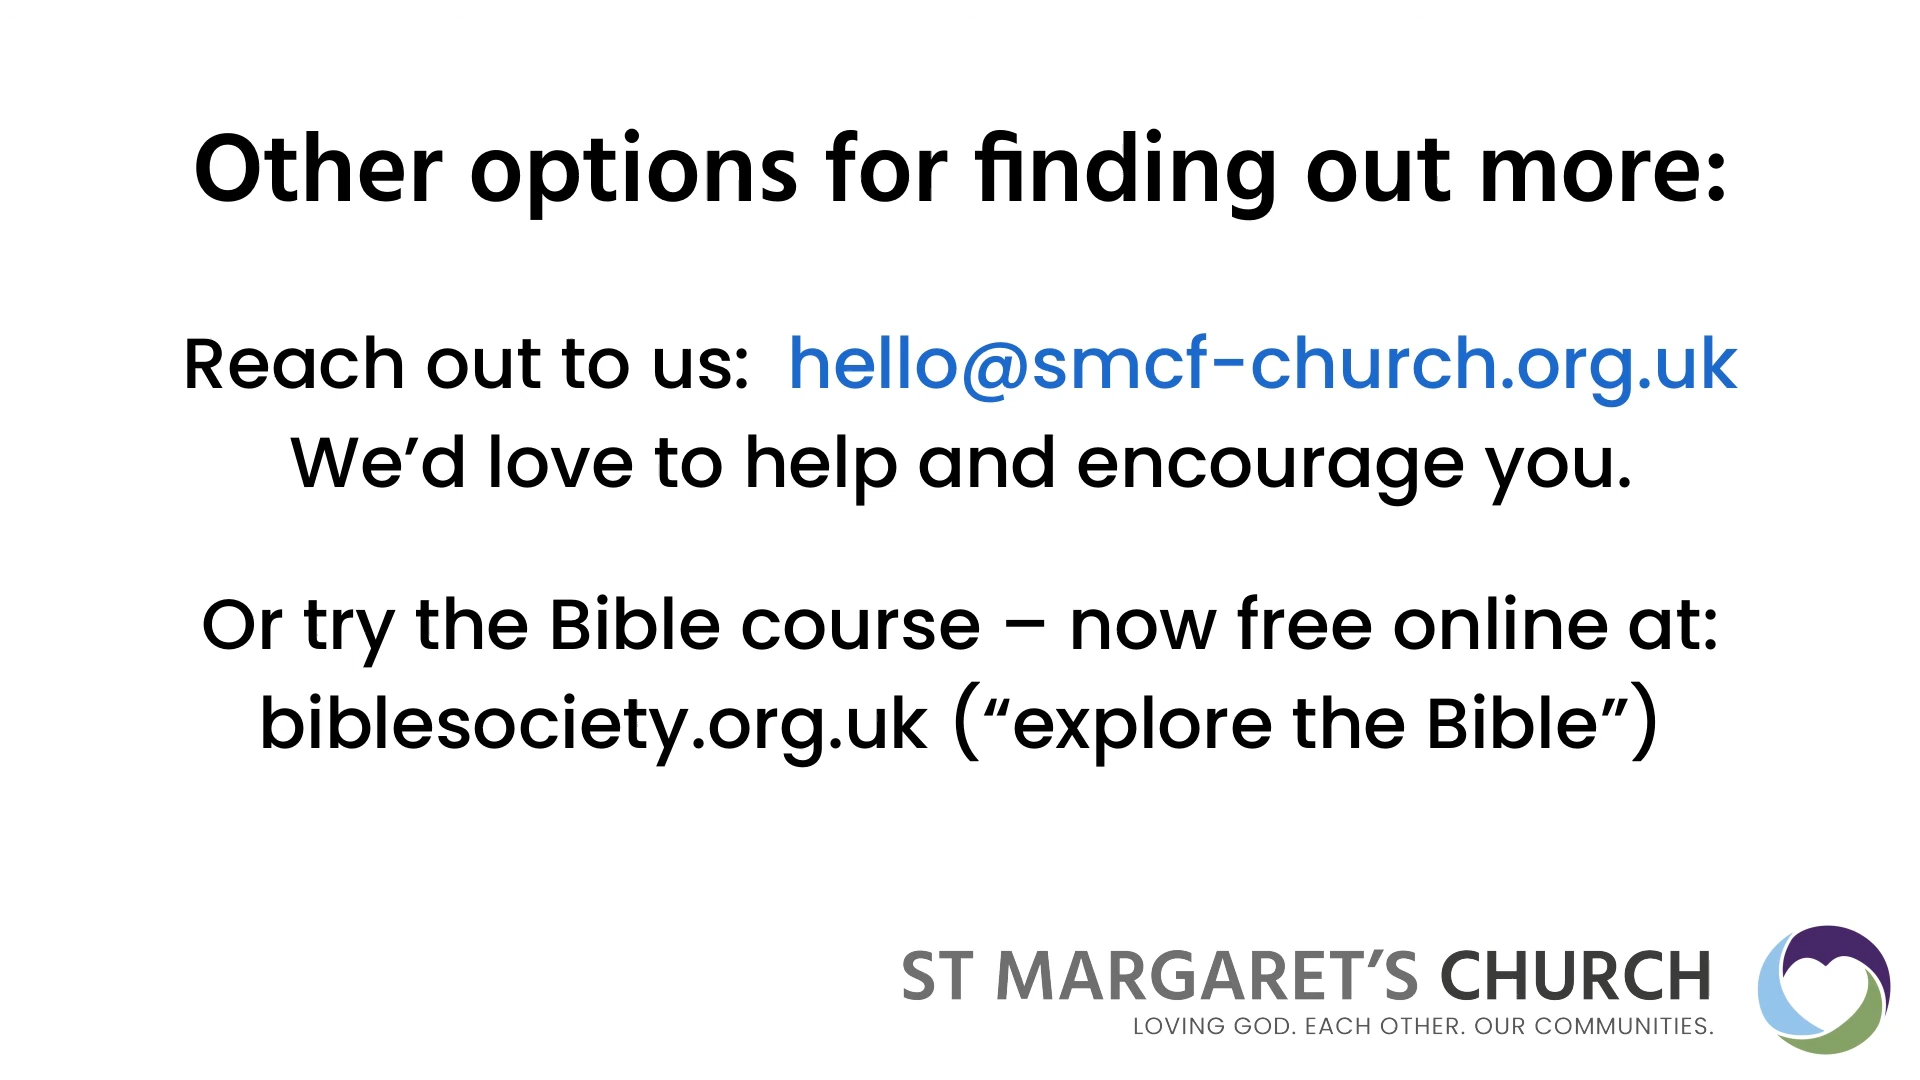 Other options for finding out more:
Reach out to us:  hello@smcf-church.org.uk
We’d love to help and encourage you.
Or try the Bible course – now free online at:
biblesociety.org.uk (“explore the Bible”)
ST MARGARET’S CHURCH
LOVING GOD. EACH OTHER. OUR COMMUNITIES.